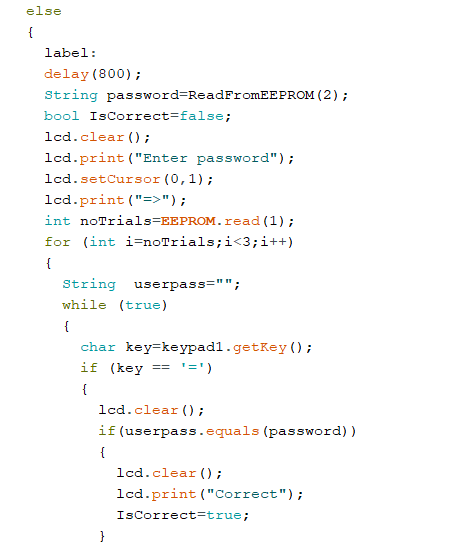 else
{
label:
delay(800);
String password=ReadFromEEPROM(2);
bool IsCorrect=false;
lcd.clear();
lcd.print("Enter password");
lcd.setCursor(0,1);
lcd.print("=>");
int noTrials=EEPROM.read(1);
for (int i=noTrials;i<3;i++)
{
String  userpass="";
while (true)
{
char key=keypad1.getKey();
if (key == '=')
{
lcd.clear();
if(userpass.equals(password))
{
lcd.clear();
lcd.print("Correct");
IsCorrect=true;
}